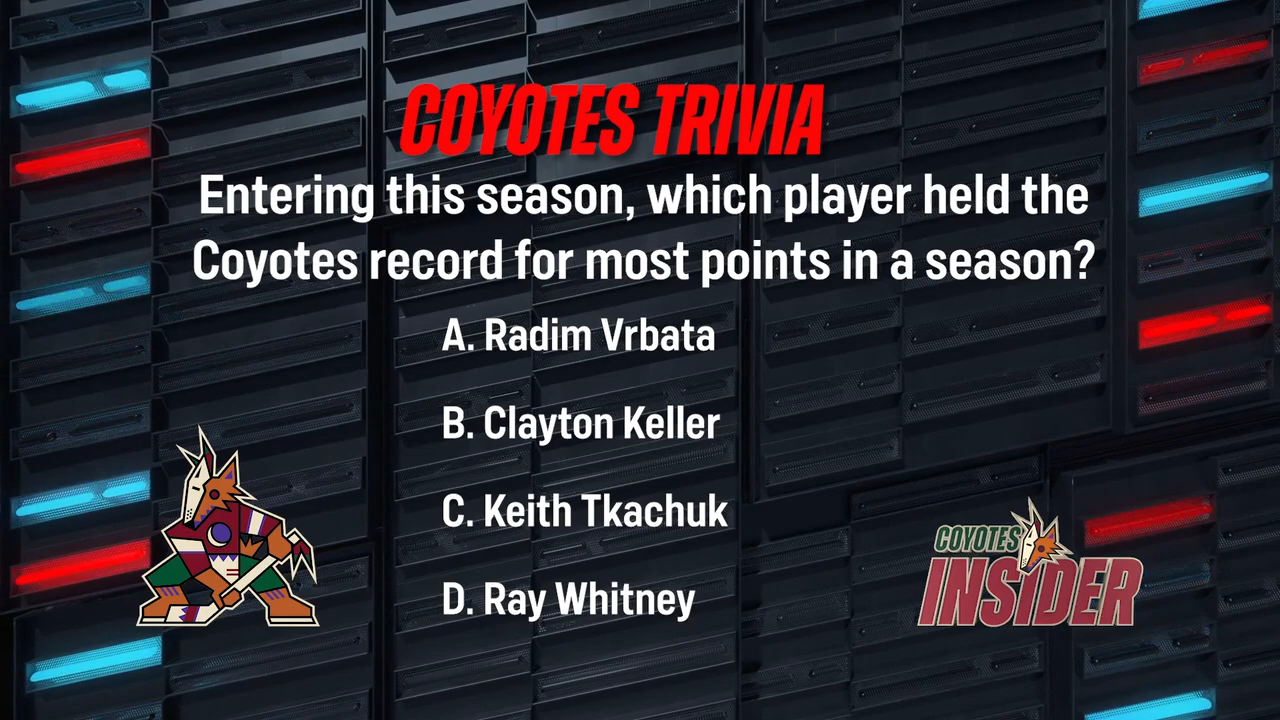 COYOTES TRIVIA
Entering this season, which player held the
Coyotes record for most points in a season?
A. Radim Vrbata
B. Clayton Keller
C. Keith Tkachuk
D. Ray Whitney
COYOTES
INSIDER